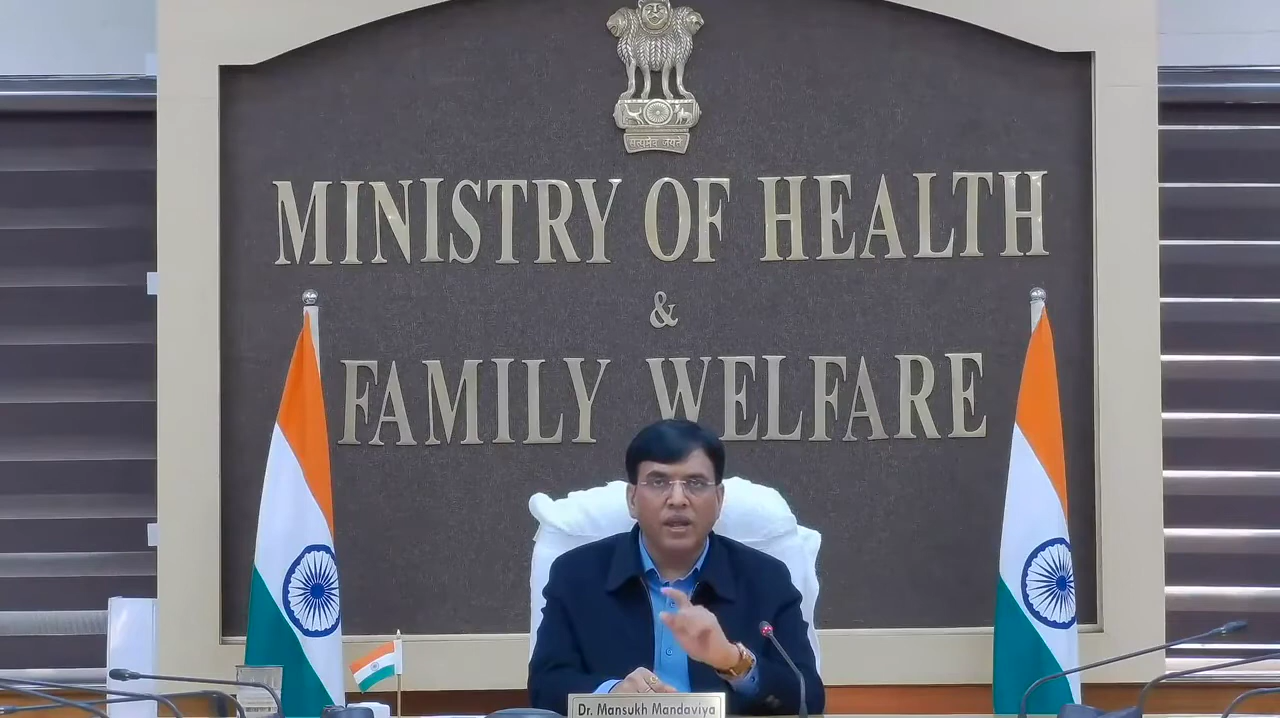 सत्यमेव जयते
MINISTRY OF HEALTH
&
FAMILY WELFARE
Dr. Mansukh Mandaviya